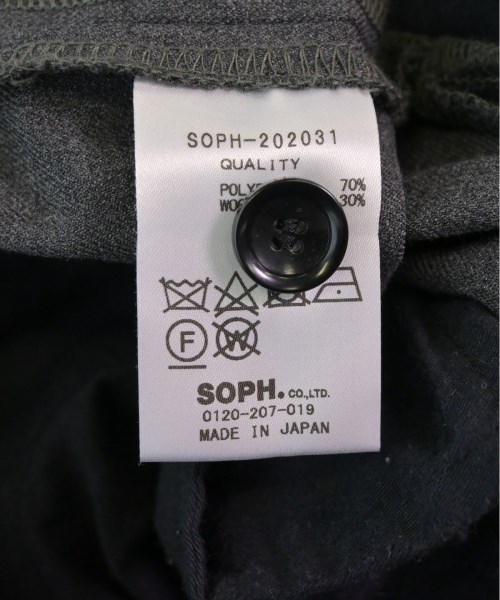 SOPH-202031
QUALITY
70%
30%
F W
SOPH. CO.,LTD.
0120-207-019
MADE IN JAPAN